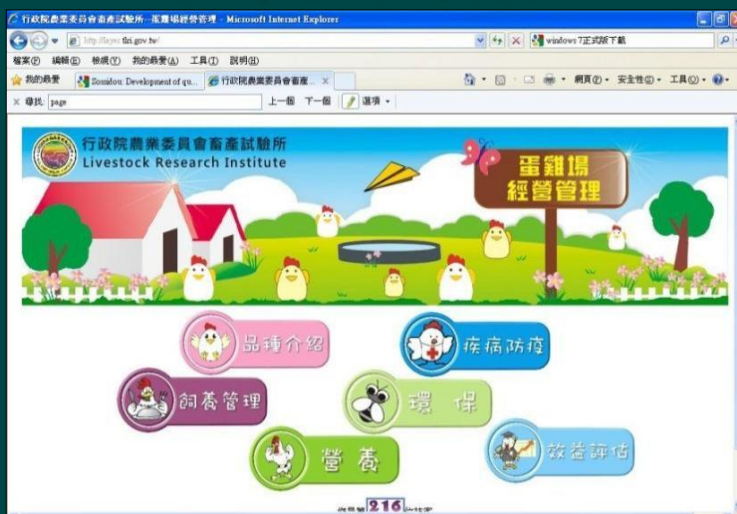 行政院農業委員會畜產試驗所---蛋雞場經營管理 - Microsoft Internet Explorer
http://layer.tlri.gov.tw/
windows 7正式版下載
檔案(F) 編輯(E) 檢視(V) 我的最愛(A) 工具(T) 說明(H)
我的最愛 Sossidou: Development of qu... 行政院農業委員會畜產... 網頁(P) 安全性(S) 工具(O)
尋找: page 上一個 下一個 選項
行政院農業委員會畜產試驗所
Livestock Research Institute
蛋雞場
經營管理
品種介紹
疾病防疫
飼養管理
環 保
營 養
效益評估
216